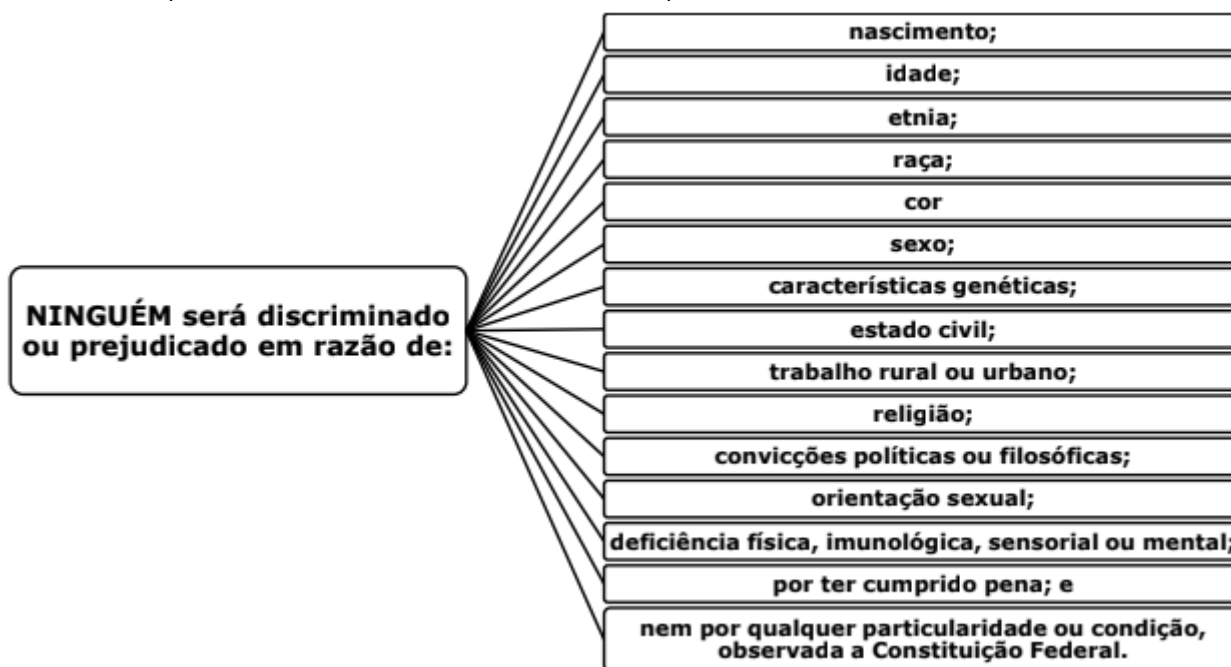 nascimento;
idade;
etnia;
raça;
cor
sexo;
características genéticas;
estado civil;
NINGUÉM será discriminado
ou prejudicado em razão de:
trabalho rural ou urbano;
religião;
convicções políticas ou filosóficas;
orientação sexual;
deficiência física, imunológica, sensorial ou mental;
por ter cumprido pena; e
nem por qualquer particularidade ou condição,
observada a Constituição Federal.